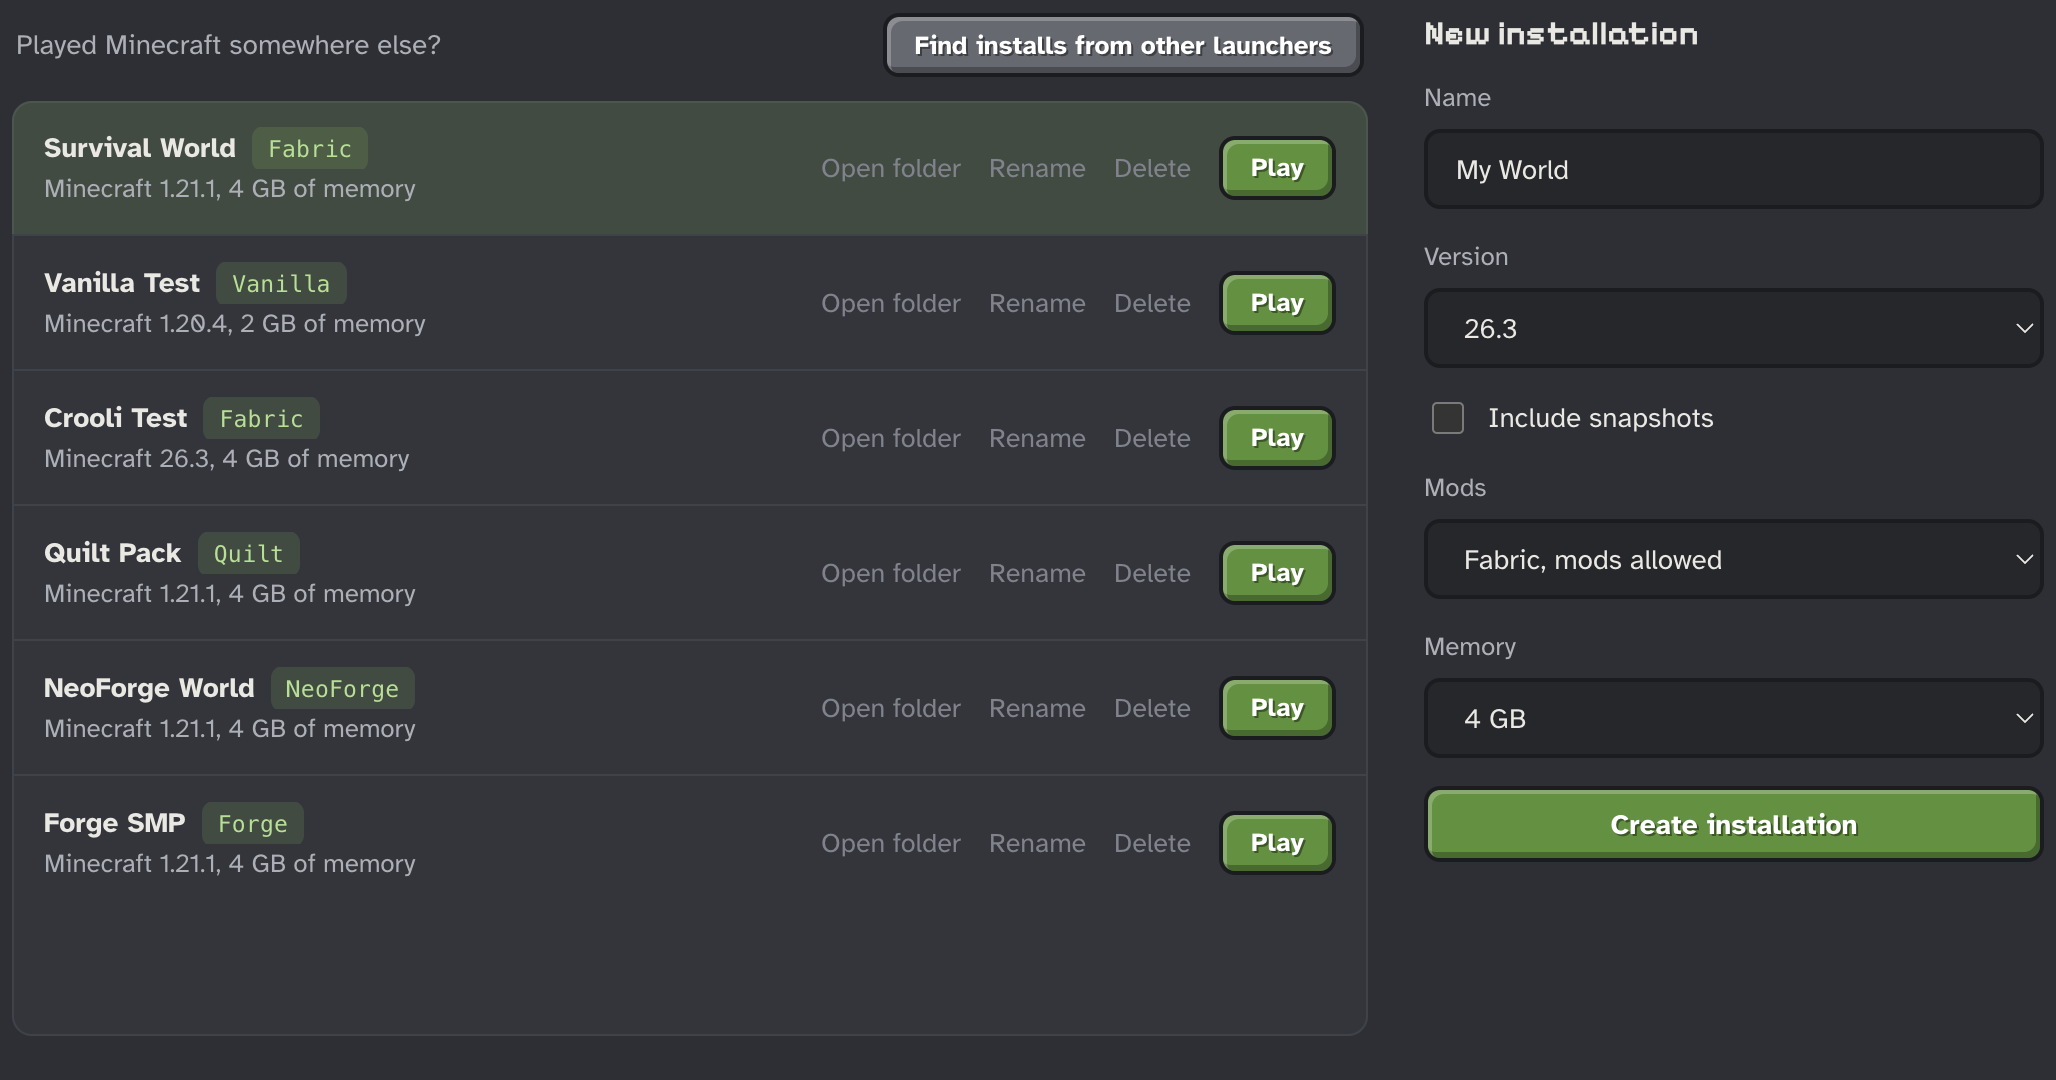 Played Minecraft somewhere else?
Find installs from other launchers
Survival World Fabric
Minecraft 1.21.1, 4 GB of memory
Open folder Rename Delete Play
Vanilla Test Vanilla
Minecraft 1.20.4, 2 GB of memory
Open folder Rename Delete Play
Crooli Test Fabric
Minecraft 26.3, 4 GB of memory
Open folder Rename Delete Play
Quilt Pack Quilt
Minecraft 1.21.1, 4 GB of memory
Open folder Rename Delete Play
NeoForge World NeoForge
Minecraft 1.21.1, 4 GB of memory
Open folder Rename Delete Play
Forge SMP Forge
Minecraft 1.21.1, 4 GB of memory
Open folder Rename Delete Play
New installation
Name
My World
Version
26.3
Include snapshots
Mods
Fabric, mods allowed
Memory
4 GB
Create installation